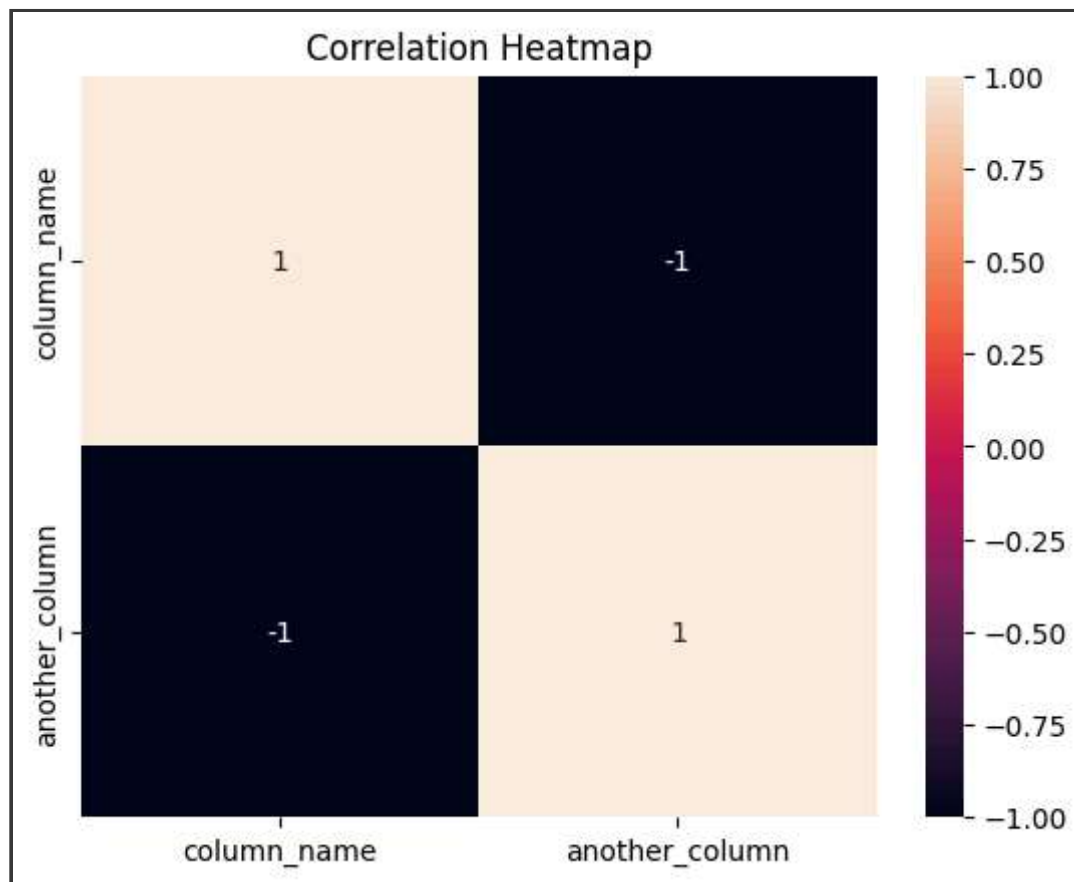 Correlation Heatmap
column_name
another_column
1
-1
-1
1
column_name
another_column
1.00
0.75
0.50
0.25
0.00
−0.25
−0.50
−0.75
−1.00